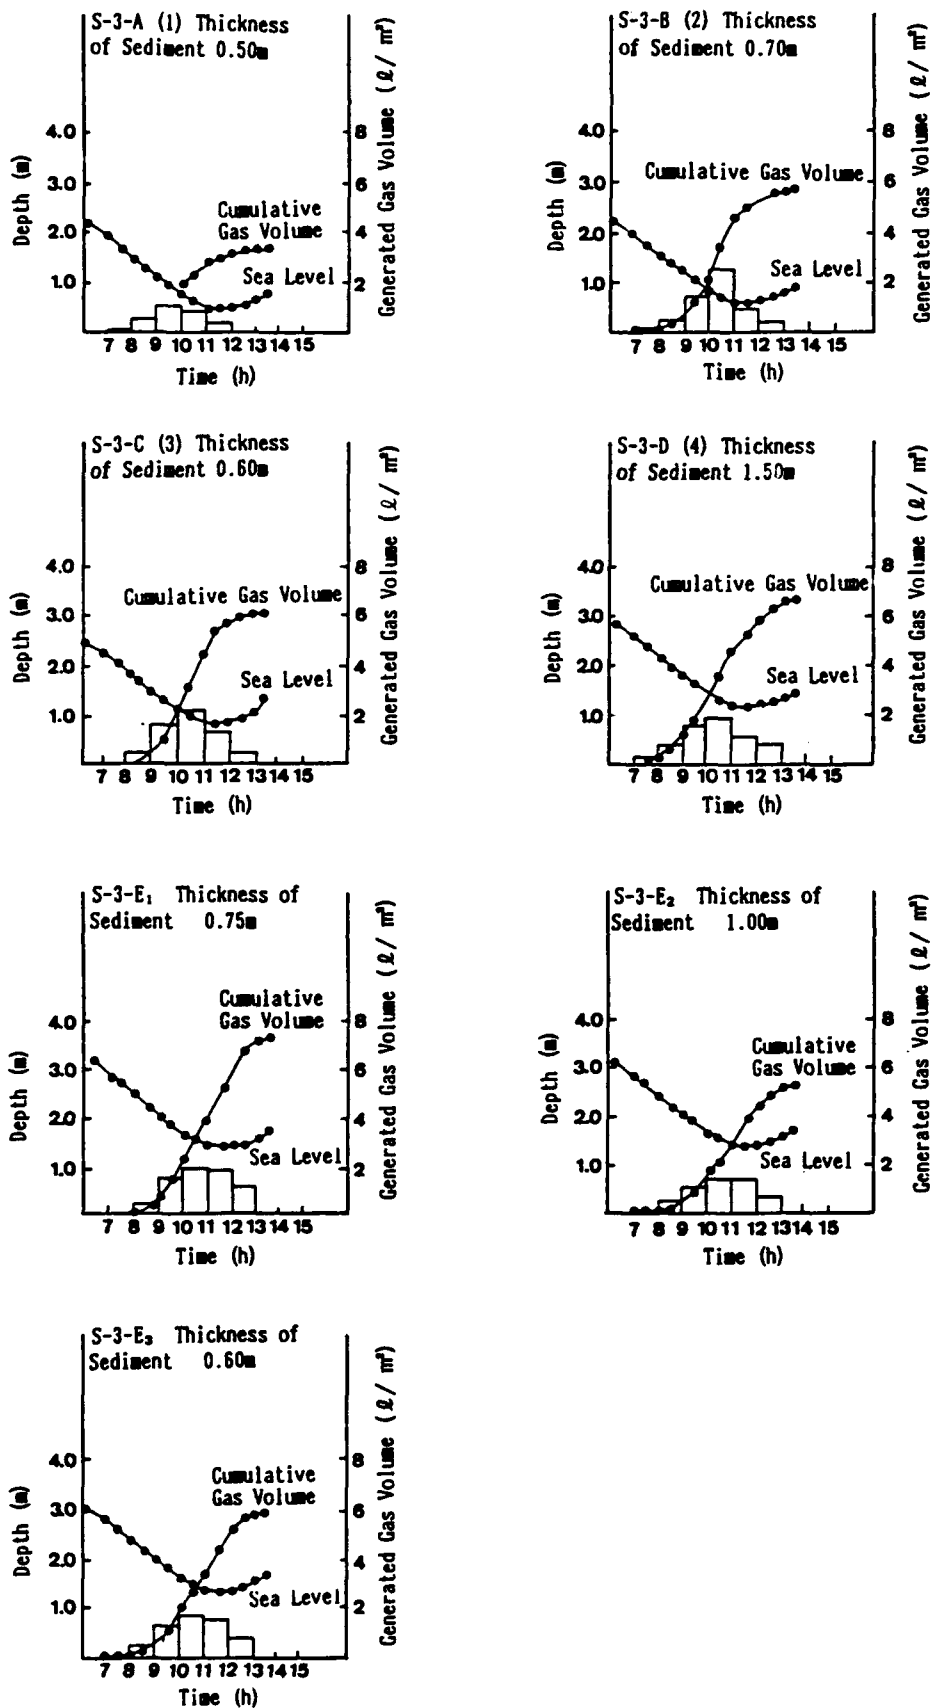 S-3-A (1) Thickness
of Sediment 0.50m
Depth (m)
4.0
3.0
2.0
1.0
Cumulative
Gas Volume
Sea Level
8
6
4
2
Generated Gas Volume (ℓ/ m²)
7 8 9 10 11 12 13 14 15
Time (h)
S-3-B (2) Thickness
of Sediment 0.70m
Depth (m)
4.0
3.0
2.0
1.0
Cumulative Gas Volume
Sea Level
8
6
4
2
Generated Gas Volume (ℓ/ m²)
7 8 9 10 11 12 13 14 15
Time (h)
S-3-C (3) Thickness
of Sediment 0.60m
Depth (m)
4.0
3.0
2.0
1.0
Cumulative Gas Volume
Sea Level
8
6
4
2
Generated Gas Volume (ℓ/ m²)
7 8 9 10 11 12 13 14 15
Time (h)
S-3-D (4) Thickness
of Sediment 1.50m
Depth (m)
4.0
3.0
2.0
1.0
Cumulative Gas Volume
Sea Level
8
6
4
2
Generated Gas Volume (ℓ/ m²)
7 8 9 10 11 12 13 14 15
Time (h)
S-3-E₁ Thickness of
Sediment 0.75m
Depth (m)
4.0
3.0
2.0
1.0
Cumulative
Gas Volume
Sea Level
8
6
4
2
Generated Gas Volume (ℓ/ m²)
7 8 9 10 11 12 13 14 15
Time (h)
S-3-E₂ Thickness of
Sediment 1.00m
Depth (m)
4.0
3.0
2.0
1.0
Cumulative
Gas Volume
Sea Level
8
6
4
2
Generated Gas Volume (ℓ/ m²)
7 8 9 10 11 12 13 14 15
Time (h)
S-3-E₃ Thickness of
Sediment 0.60m
Depth (m)
4.0
3.0
2.0
1.0
Cumulative
Gas Volume
Sea Level
8
6
4
2
Generated Gas Volume (ℓ/ m²)
7 8 9 10 11 12 13 14 15
Time (h)